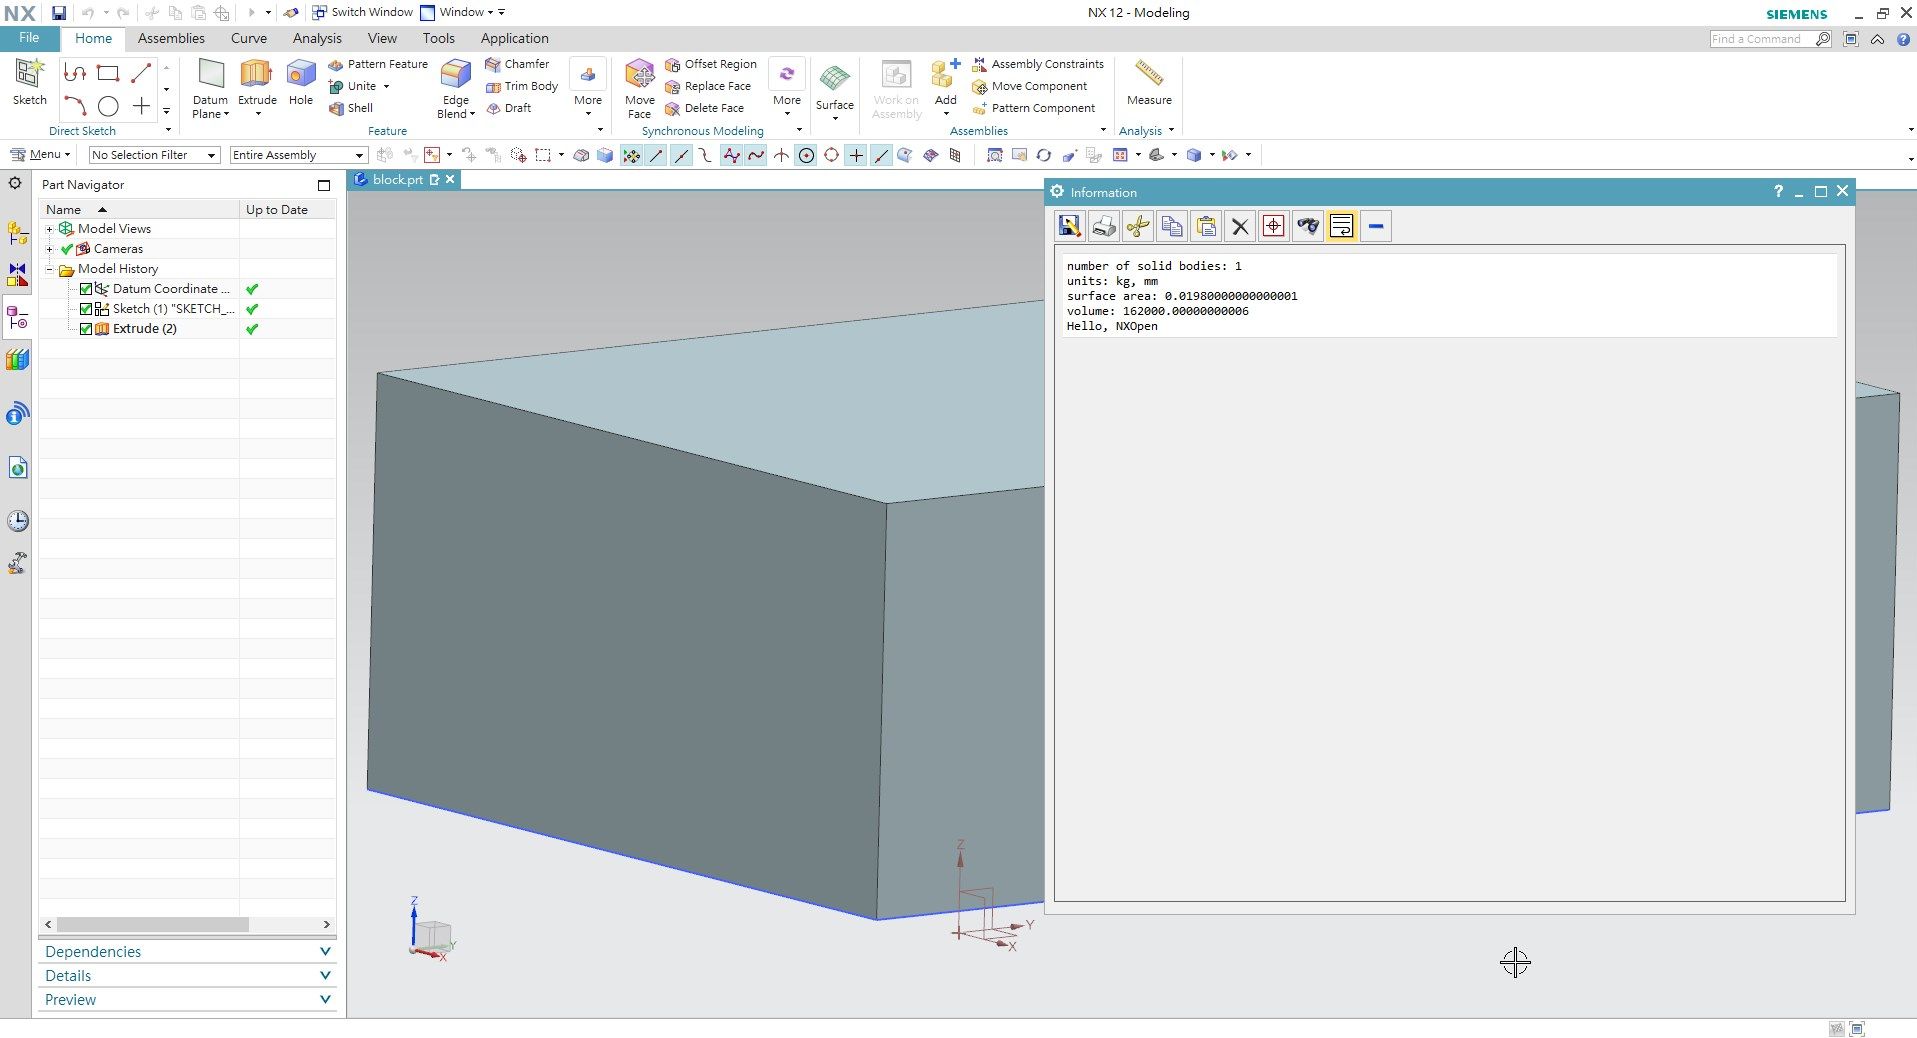 NX
Switch Window
Window
NX 12 - Modeling
SIEMENS
File
Home
Assemblies
Curve
Analysis
View
Tools
Application
Find a Command
Sketch
Direct Sketch
Datum
Plane
Extrude
Hole
Pattern Feature
Unite
Shell
Edge
Blend
Chamfer
Trim Body
Draft
More
Feature
Move
Face
Offset Region
Replace Face
Delete Face
More
Synchronous Modeling
Surface
Work on
Assembly
Add
Assembly Constraints
Move Component
Pattern Component
Assemblies
Measure
Analysis
Menu
No Selection Filter
Entire Assembly
Part Navigator
Name
Up to Date
Model Views
Cameras
Model History
Datum Coordinate ...
Sketch (1) "SKETCH_...
Extrude (2)
Dependencies
Details
Preview
block.prt
Information
number of solid bodies: 1
units: kg, mm
surface area: 0.01980000000000001
volume: 162000.00000000006
Hello, NXOpen
Z
Y
X
Z
Y
X